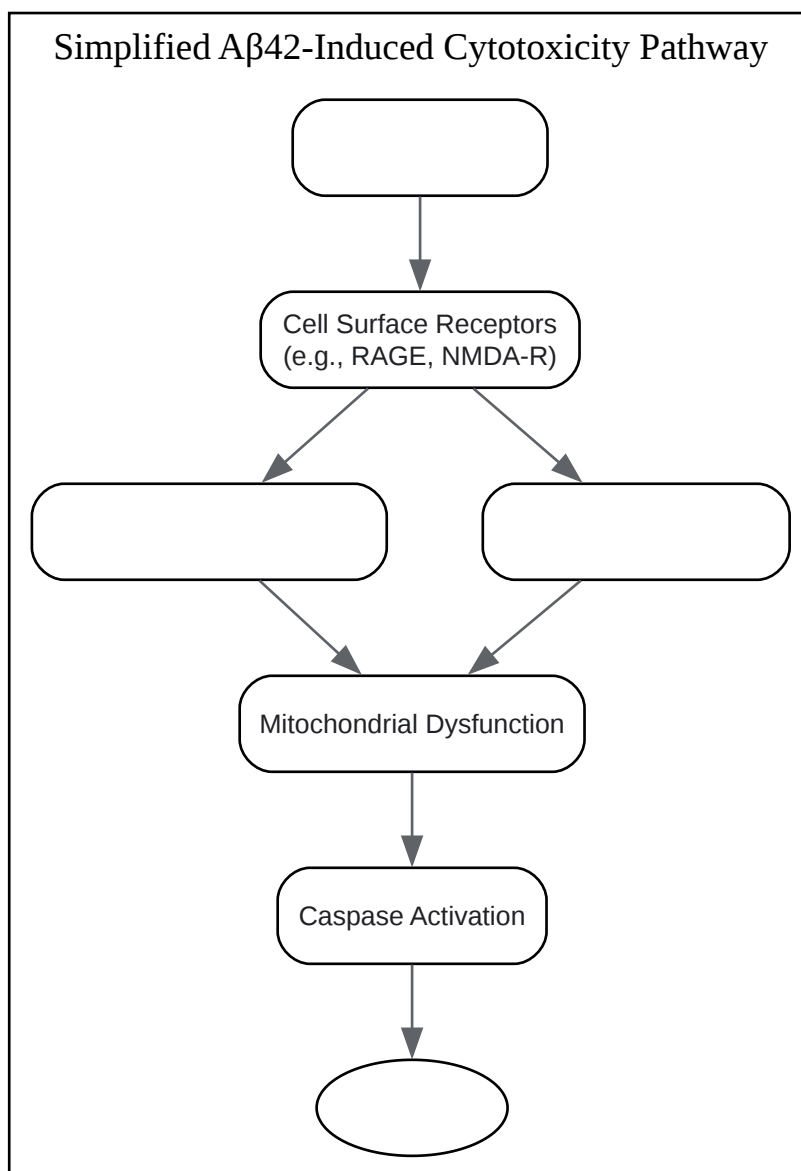 Simplified Aβ42-Induced Cytotoxicity Pathway
Cell Surface Receptors
(e.g., RAGE, NMDA-R)
Mitochondrial Dysfunction
Caspase Activation